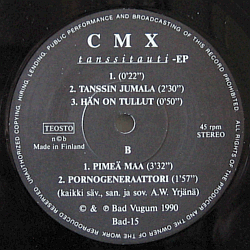 UNAUTHORIZED COPYING, HIRING, LENDING, PUBLIC PERFORMANCE AND BROADCASTING OF THIS RECORD PROHIBITED
ALL RIGHTS OF THE PRODUCER AND OF THE OWNER OF THE WORK REPRODUCED RESERVED
CMX
tanssitauti-EP
1. (0'22")
2. TANSSIN JUMALA (2'30")
3. HÄN ON TULLUT (0'50")
TEOSTO
n©b
Made in Finland
45 rpm
STEREO
B
1. PIMEÄ MAA (3'32")
2. PORNOGENERAATTORI (1'57")
(kaikki säv., san. ja sov. A.W. Yrjänä)
© & ℗ Bad Vugum 1990
Bad-15